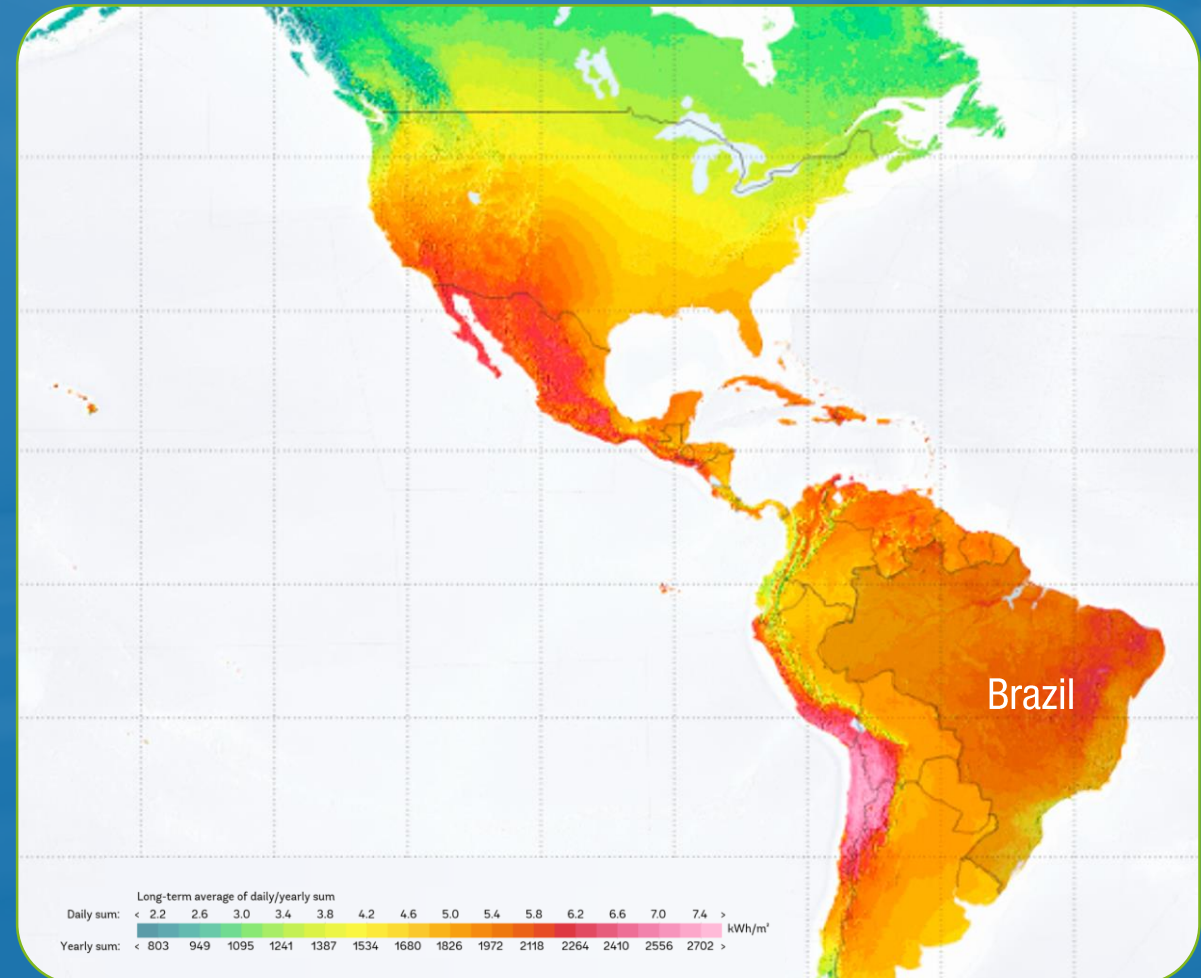 Brazil
Long-term average of daily/yearly sum
Daily sum: < 2.2 2.6 3.0 3.4 3.8 4.2 4.6 5.0 5.4 5.8 6.2 6.6 7.0 7.4 >
kWh/m²
Yearly sum: < 803 949 1095 1241 1387 1534 1680 1826 1972 2118 2264 2410 2556 2702 >